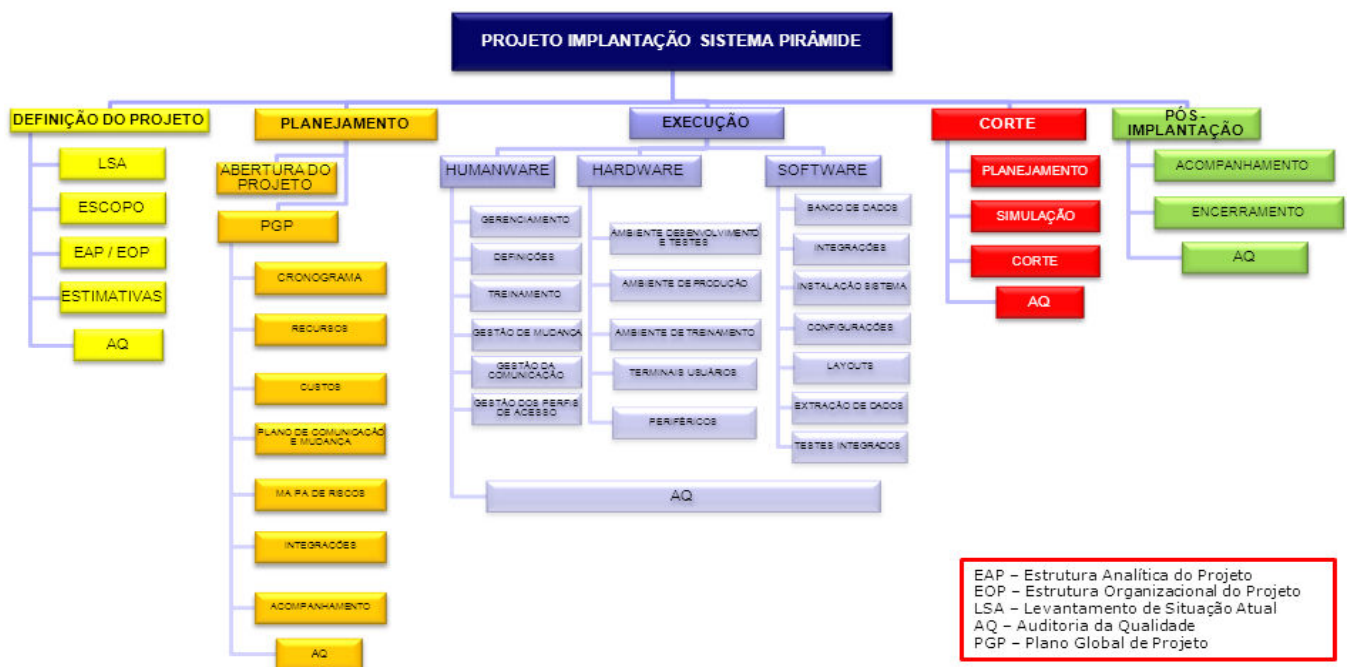 PROJETO IMPLANTAÇÃO SISTEMA PIRÂMIDE
DEFINIÇÃO DO PROJETO
LSA
ESCOPO
EAP / EOP
ESTIMATIVAS
AQ
PLANEJAMENTO
ABERTURA DO
PROJETO
PGP
CRONOGRAMA
RECURSOS
CUSTOS
PLANO DE COMUNICAÇÃO
E MUDANÇA
MAPA DE RISCOS
INTEGRAÇÕES
ACOMPANHAMENTO
AQ
EXECUÇÃO
HUMANWARE
GERENCIAMENTO
DEFINIÇÕES
TREINAMENTO
GESTÃO DE MUDANÇA
GESTÃO DA
COMUNICAÇÃO
GESTÃO DOS PERFIS
DE ACESSO
HARDWARE
AMBIENTE DESENVOLVIMENTO
E TESTES
AMBIENTE DE PRODUÇÃO
AMBIENTE DE TREINAMENTO
TERMINAIS USUÁRIOS
PERIFÉRICOS
SOFTWARE
BANCO DE DADOS
INTEGRAÇÕES
INSTALAÇÃO SISTEMA
CONFIGURAÇÕES
LAYOUTS
EXTRAÇÃO DE DADOS
TESTES INTEGRADOS
AQ
CORTE
PLANEJAMENTO
SIMULAÇÃO
CORTE
AQ
PÓS-
IMPLANTAÇÃO
ACOMPANHAMENTO
ENCERRAMENTO
AQ
EAP – Estrutura Analítica do Projeto
EOP – Estrutura Organizacional do Projeto
LSA – Levantamento de Situação Atual
AQ – Auditoria da Qualidade
PGP – Plano Global de Projeto